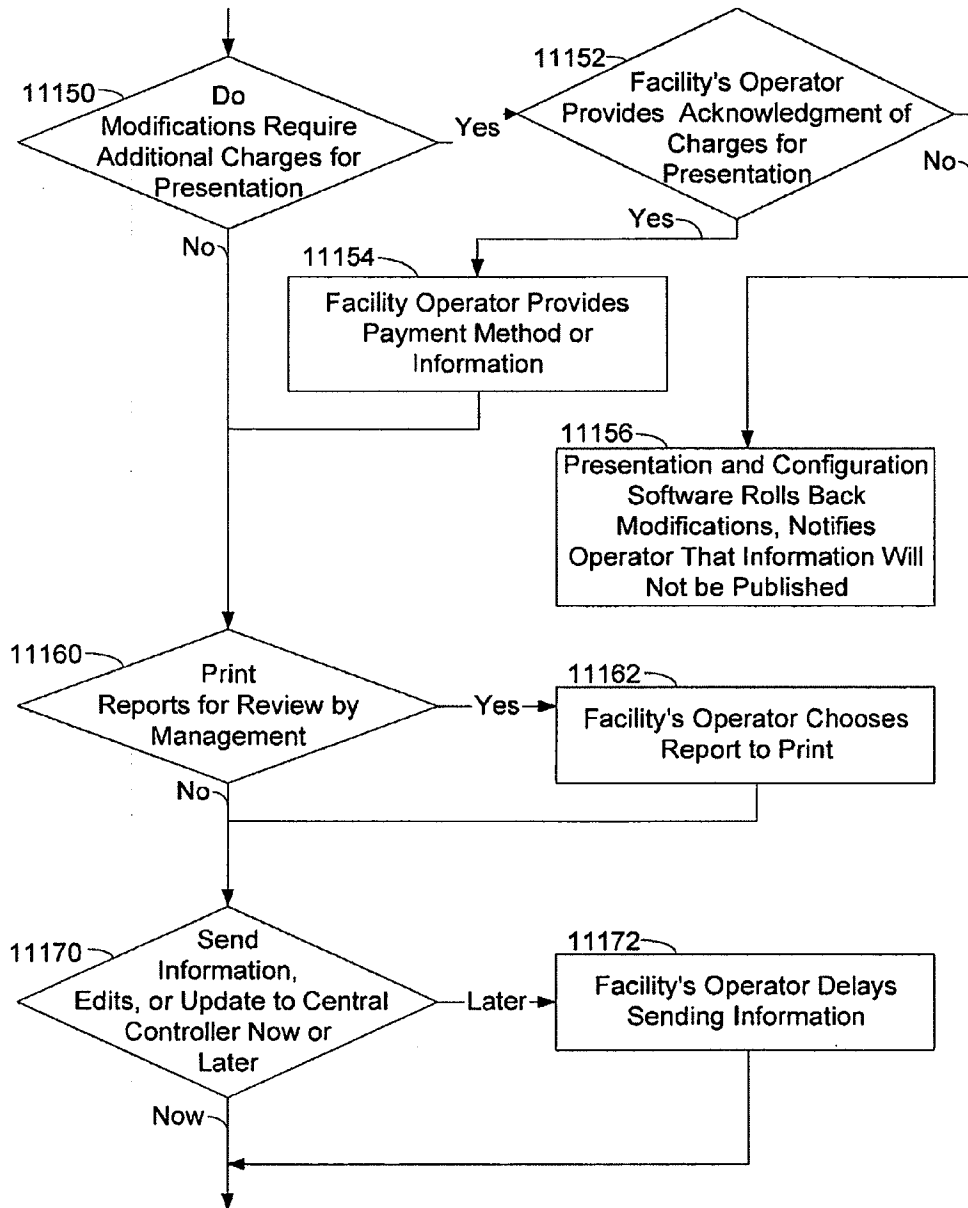 11150
Do
Modifications Require
Additional Charges for
Presentation
Yes
No
11152
Facility's Operator
Provides Acknowledgment of
Charges for
Presentation
No
Yes
11154
Facility Operator Provides
Payment Method or
Information
11156
Presentation and Configuration
Software Rolls Back
Modifications, Notifies
Operator That Information Will
Not be Published
11160
Print
Reports for Review by
Management
Yes
No
11162
Facility's Operator Chooses
Report to Print
11170
Send
Information,
Edits, or Update to Central
Controller Now or
Later
Later
Now
11172
Facility's Operator Delays
Sending Information